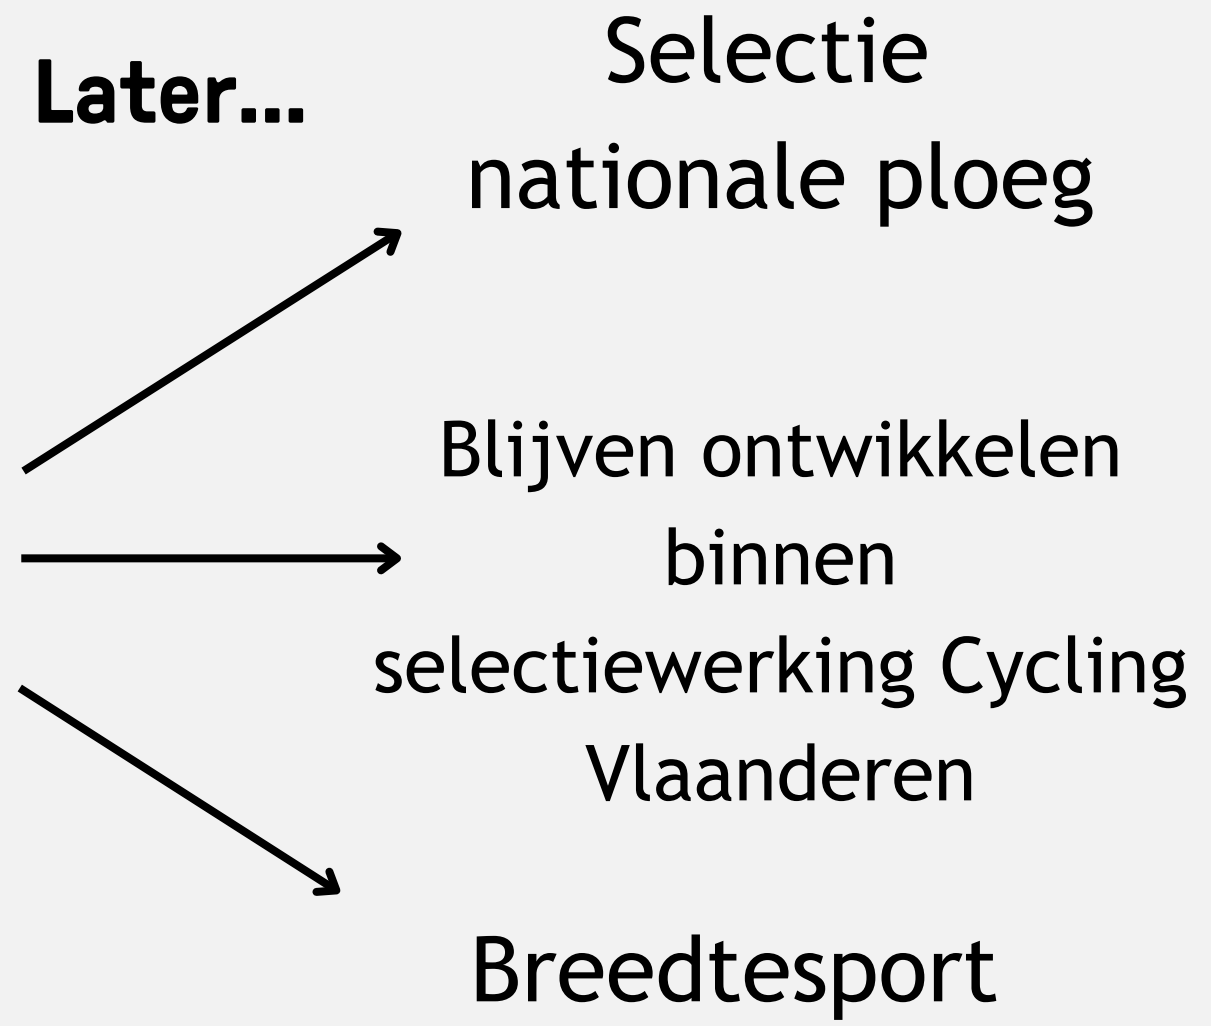 Later...
Selectie
nationale ploeg
Blijven ontwikkelen
binnen
selectiewerking Cycling
Vlaanderen
Breedtesport